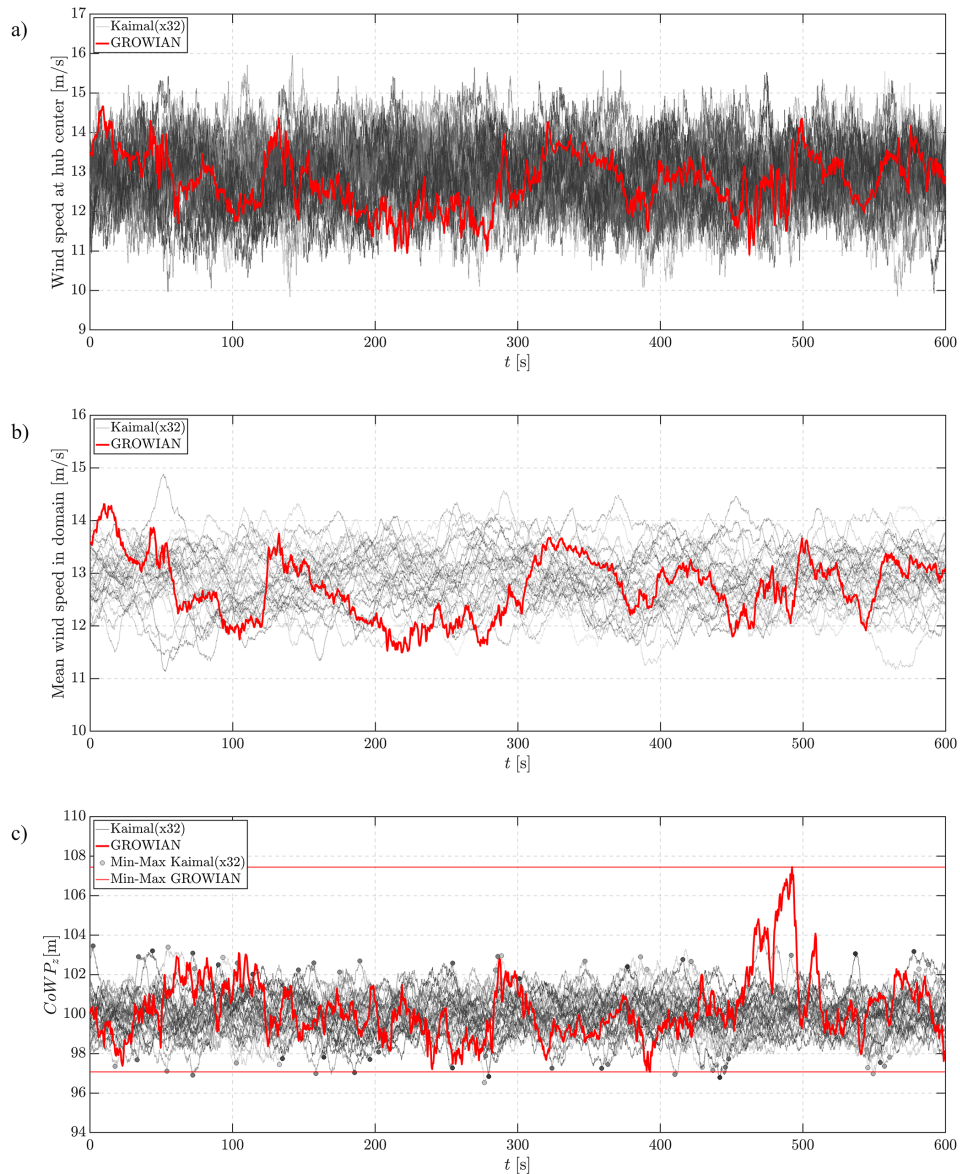 a)
Wind speed at hub center [m/s]
17
16
15
14
13
12
11
10
9
Kaimal(x32)
GROWIAN
0 100 200 300 400 500 600
t [s]
b)
Mean wind speed in domain [m/s]
16
15
14
13
12
11
10
Kaimal(x32)
GROWIAN
0 100 200 300 400 500 600
t [s]
c)
CoWP_z [m]
110
108
106
104
102
100
98
96
94
Kaimal(x32)
GROWIAN
Min-Max Kaimal(x32)
Min-Max GROWIAN
0 100 200 300 400 500 600
t [s]